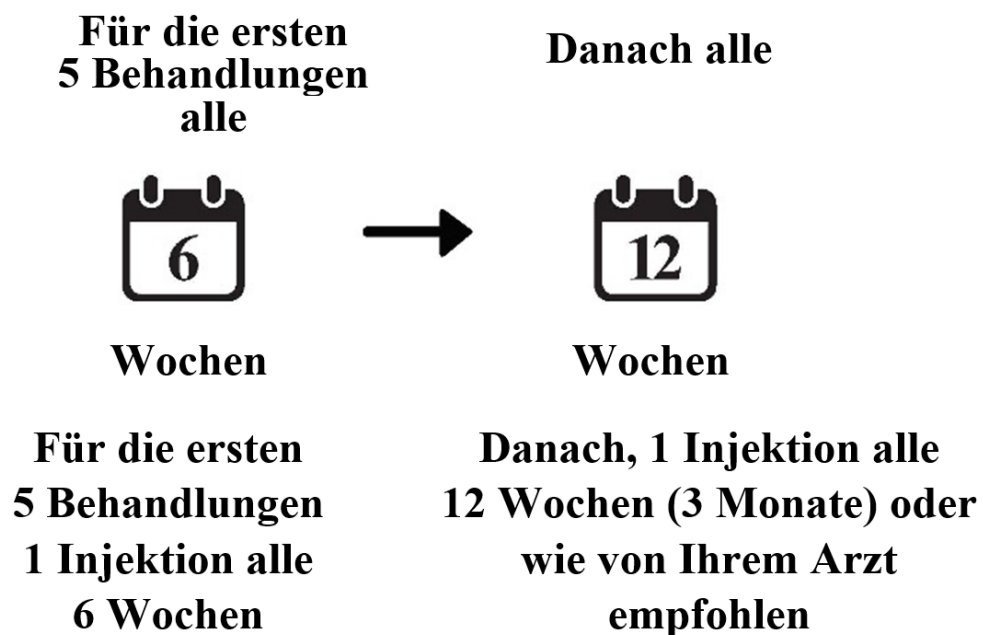 Für die ersten
5 Behandlungen
alle
Danach alle
6
12
Wochen
Wochen
Für die ersten
5 Behandlungen
1 Injektion alle
6 Wochen
Danach, 1 Injektion alle
12 Wochen (3 Monate) oder
wie von Ihrem Arzt
empfohlen